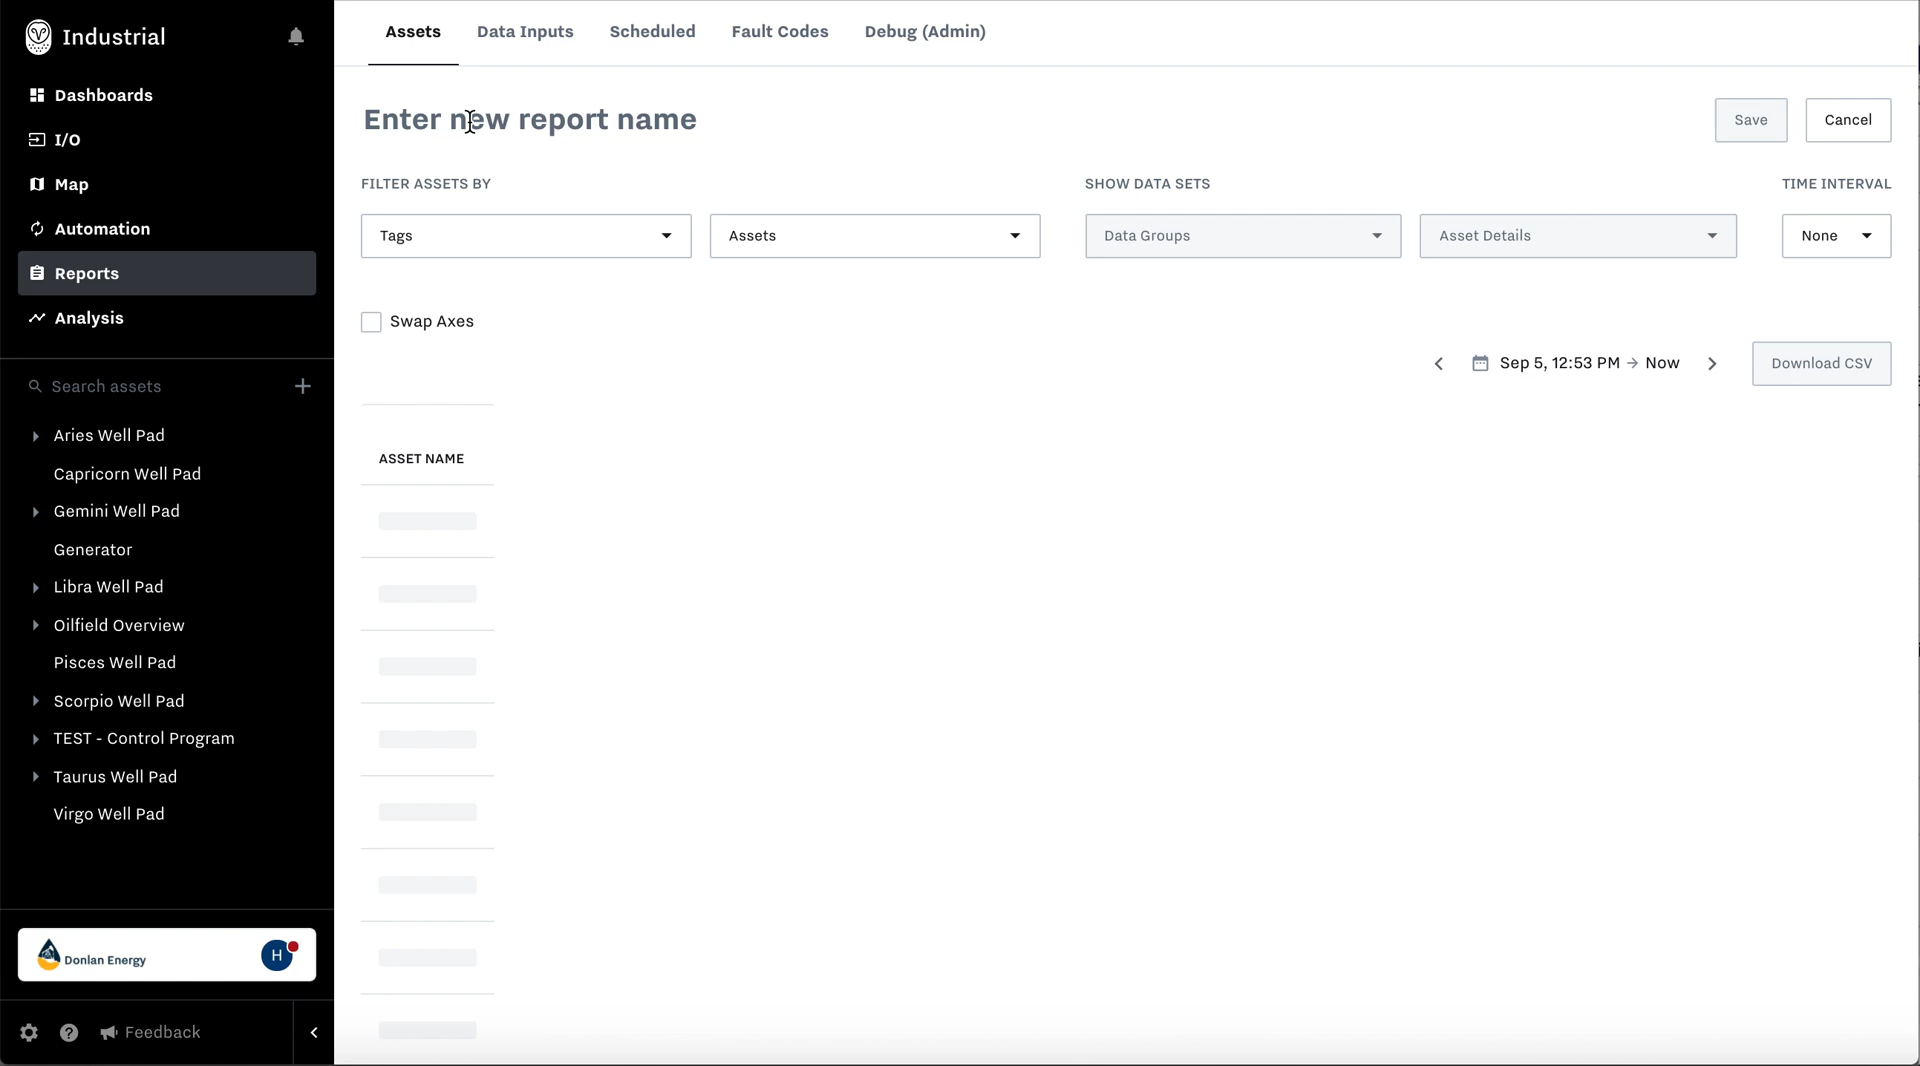 Industrial
Dashboards
I/O
Map
Automation
Reports
Analysis
Search assets
Aries Well Pad
Capricorn Well Pad
Gemini Well Pad
Generator
Libra Well Pad
Oilfield Overview
Pisces Well Pad
Scorpio Well Pad
TEST - Control Program
Taurus Well Pad
Virgo Well Pad
Donlan Energy
H
Feedback
Assets Data Inputs Scheduled Fault Codes Debug (Admin)
Enter new report name
Save Cancel
FILTER ASSETS BY SHOW DATA SETS TIME INTERVAL
Tags Assets Data Groups Asset Details None
Swap Axes
Sep 5, 12:53 PM → Now Download CSV
ASSET NAME